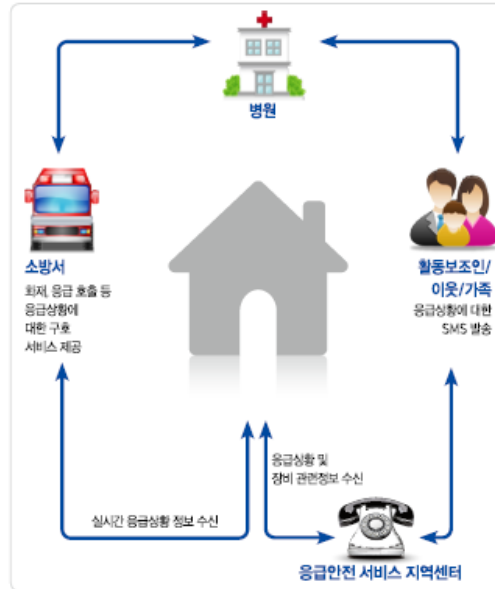 병원
소방서
화재, 응급 호출 등
응급상황에
대한 구호
서비스 제공
활동보조인/
이웃/가족
응급상황에 대한
SMS 발송
응급상황 및
장비 관련정보 수신
실시간 응급상황 정보 수신
응급안전 서비스 지역센터